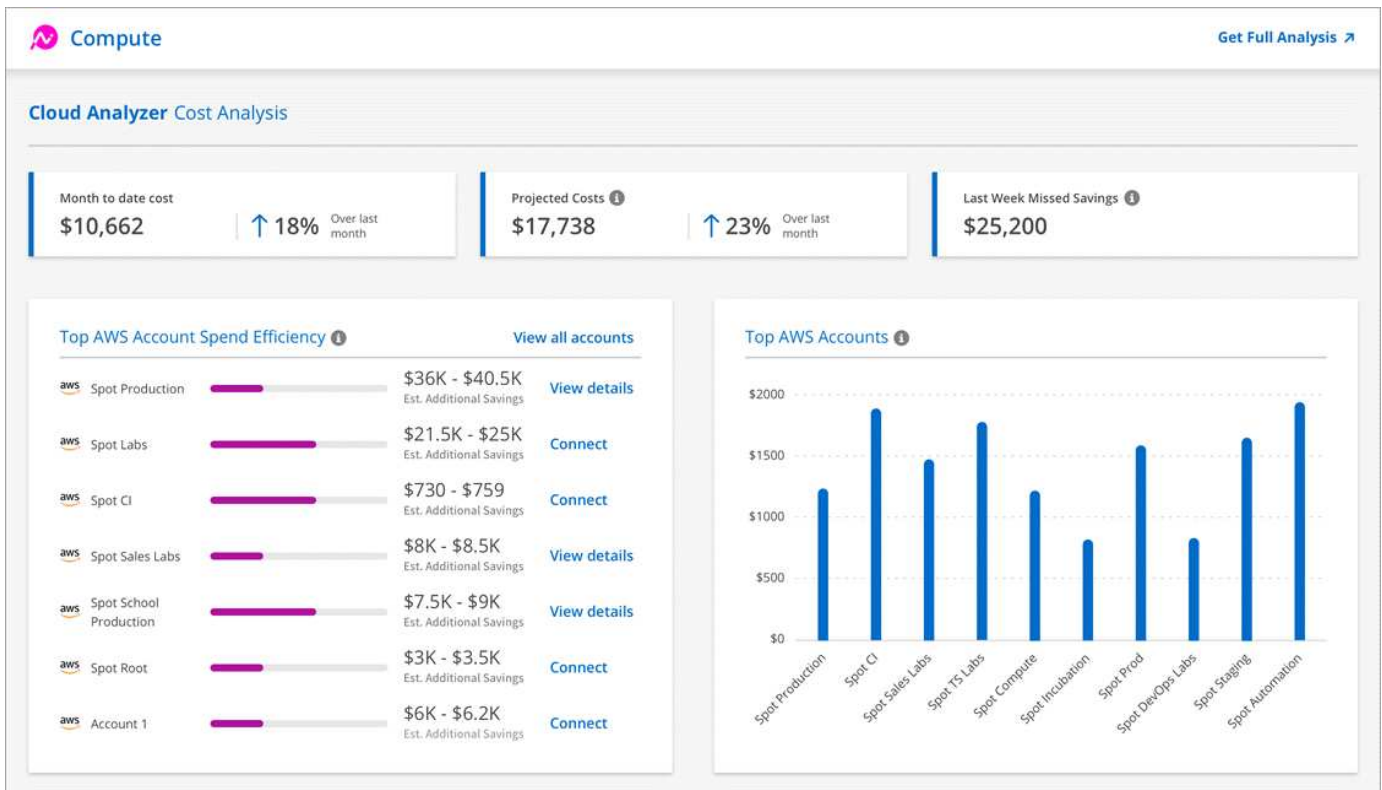 Compute
Get Full Analysis
Cloud Analyzer Cost Analysis
Month to date cost
$10,662
18%
Over last
month
Projected Costs
$17,738
23%
Over last
month
Last Week Missed Savings
$25,200
Top AWS Account Spend Efficiency
View all accounts
aws Spot Production
$36K - $40.5K
Est. Additional Savings
View details
aws Spot Labs
$21.5K - $25K
Est. Additional Savings
Connect
aws Spot CI
$730 - $759
Est. Additional Savings
Connect
aws Spot Sales Labs
$8K - $8.5K
Est. Additional Savings
View details
aws Spot School
Production
$7.5K - $9K
Est. Additional Savings
View details
aws Spot Root
$3K - $3.5K
Est. Additional Savings
Connect
aws Account 1
$6K - $6.2K
Est. Additional Savings
Connect
Top AWS Accounts
$2000
$1500
$1000
$500
$0
Spot Production
Spot CI
Spot Sales Labs
Spot TS Labs
Spot Compute
Spot Incubation
Spot Prod
Spot DevOps Labs
Spot Staging
Spot Automation